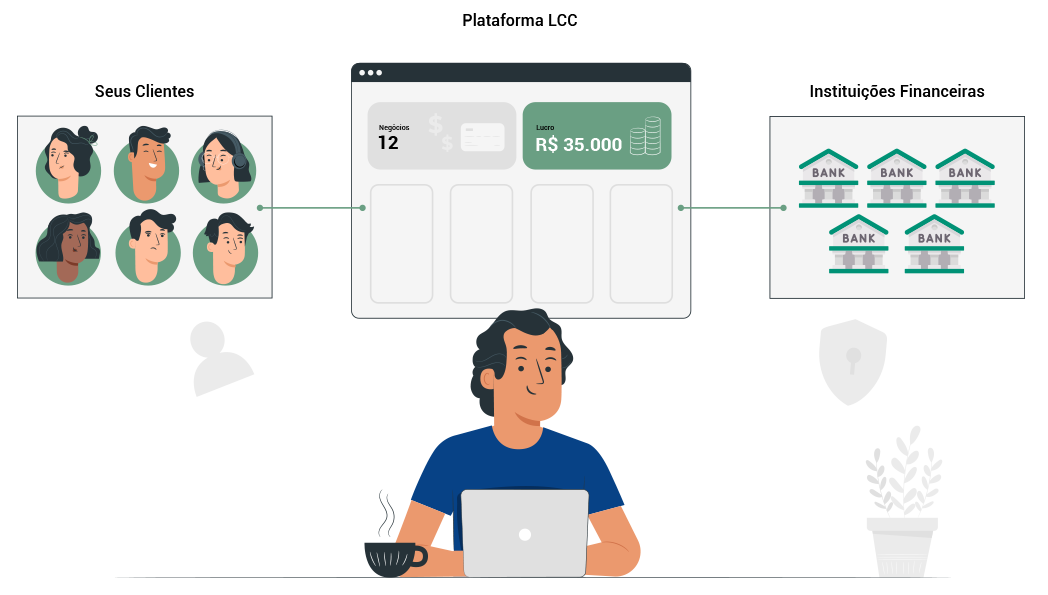 Plataforma LCC
Seus Clientes
Instituições Financeiras
Negócios
12
$
$
Lucro
R$ 35.000
BANK
BANK
BANK
BANK
BANK